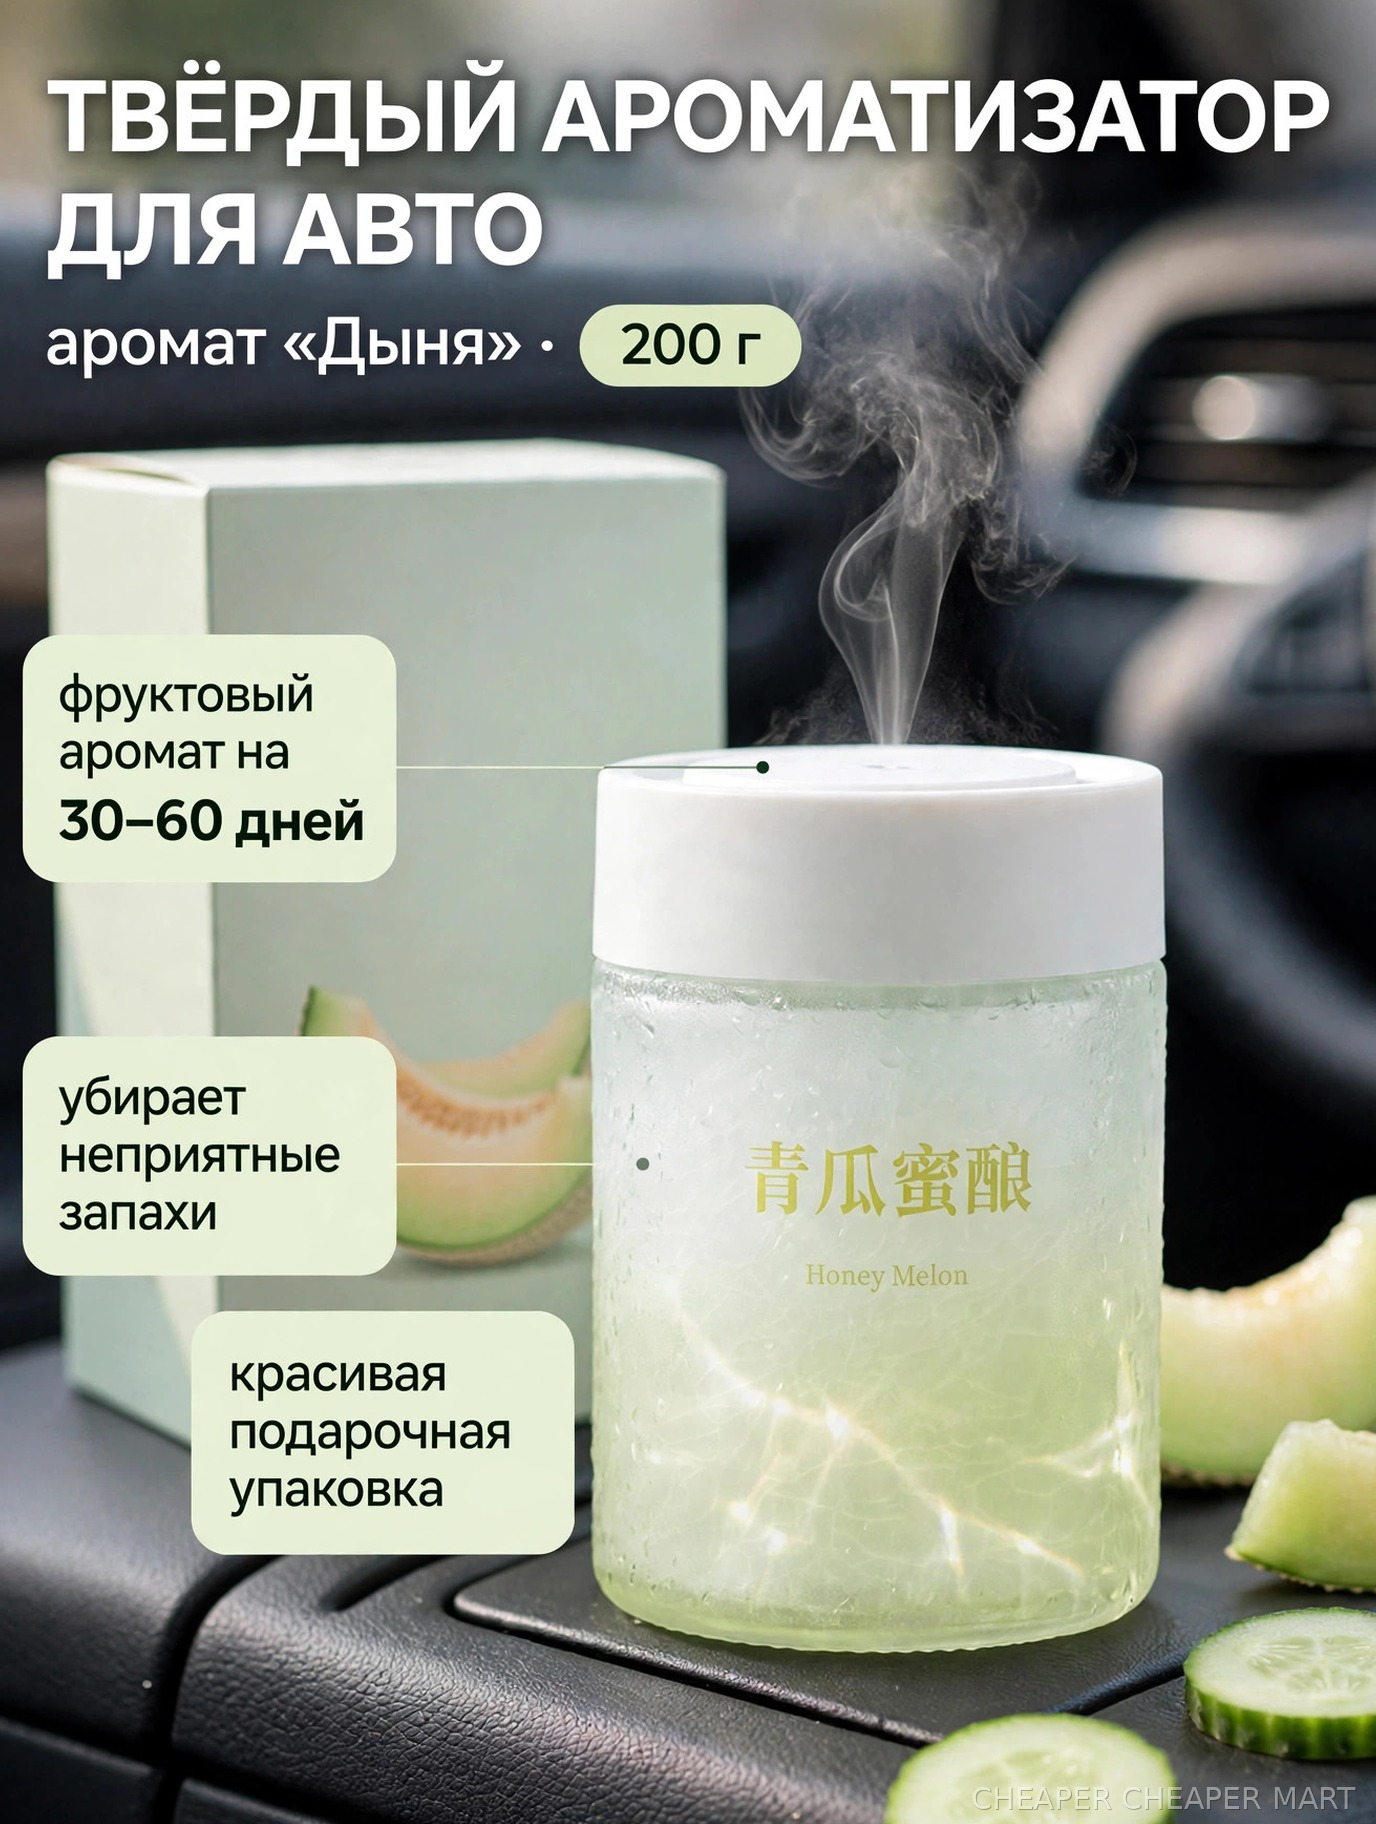 ТВЁРДЫЙ АРОМАТИЗАТОР
ДЛЯ АВТО
аромат «Дыня» · 200 г
фруктовый
аромат на
30–60 дней
убирает
неприятные
запахи
красивая
подарочная
упаковка
青瓜蜜酿
Honey Melon
CHEAPER CHEAPER MART